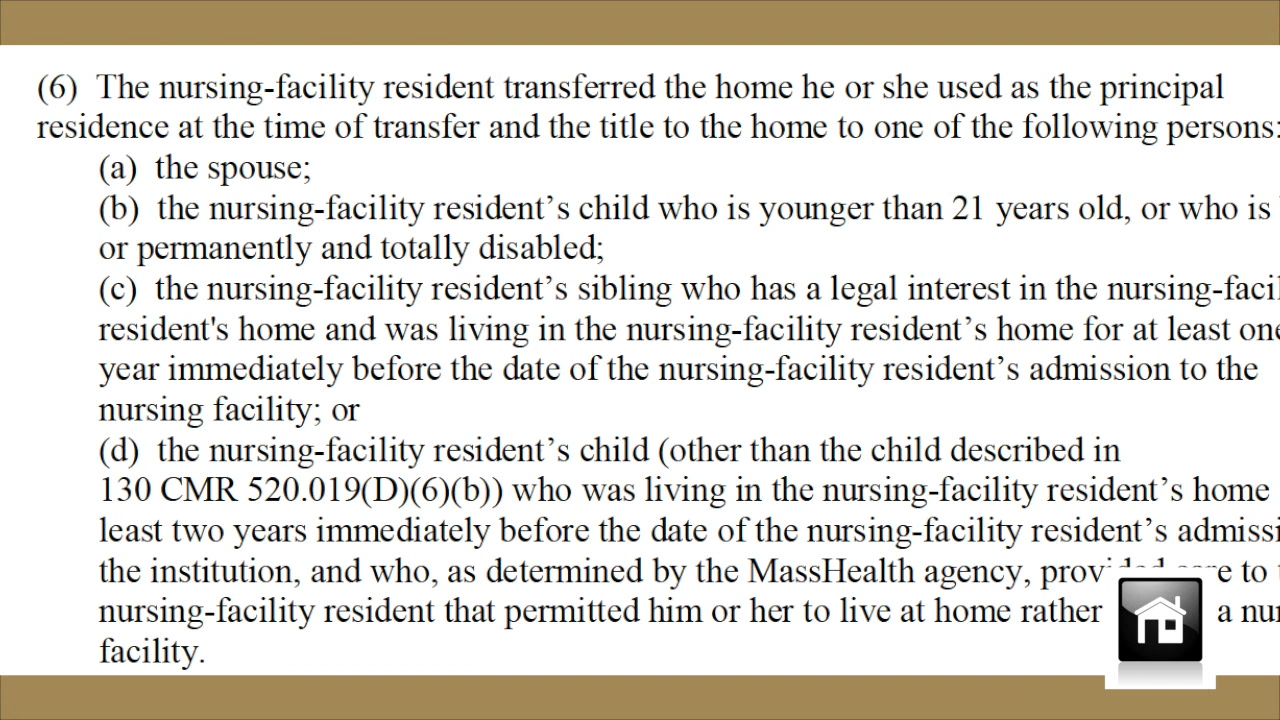 (6) The nursing-facility resident transferred the home he or she used as the principal
residence at the time of transfer and the title to the home to one of the following persons:
(a) the spouse;
(b) the nursing-facility resident’s child who is younger than 21 years old, or who is
or permanently and totally disabled;
(c) the nursing-facility resident’s sibling who has a legal interest in the
resident's home and was living in the nursing-facility resident’s home for at least one
year immediately before the date of the nursing-facility resident’s admission to the
nursing facility; or
(d) the nursing-facility resident’s child (other than the child described in
130 CMR 520.019(D)(6)(b)) who was living in the nursing-facility resident’s home
least two years immediately before the date of the nursing-facility resident’s
the institution, and who, as determined by the MassHealth agency, to
nursing-facility resident that permitted him or her to live at home rather a
facility.